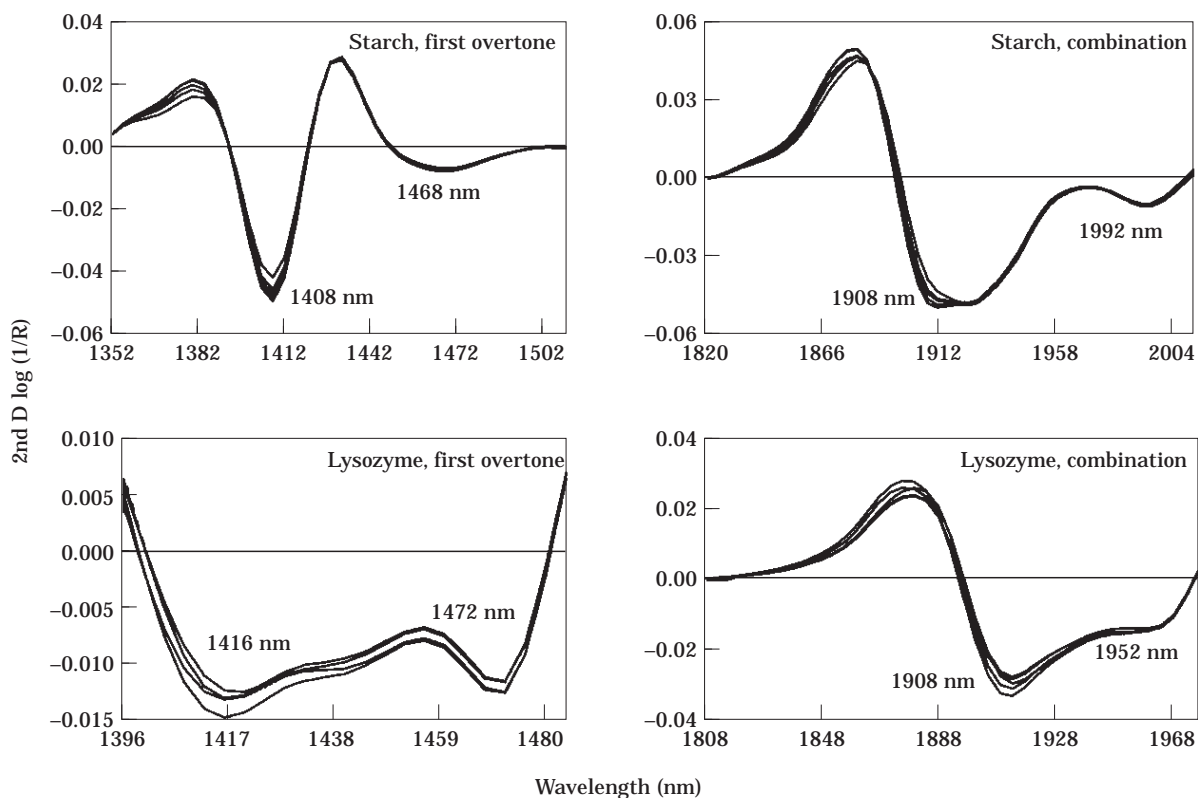 2nd D log (1/R)
Starch, first overtone
0.04
0.02
0.00
−0.02
−0.04
−0.06
1468 nm
1408 nm
1352 1382 1412 1442 1472 1502
Starch, combination
0.06
0.03
0.00
−0.03
−0.06
1992 nm
1908 nm
1820 1866 1912 1958 2004
Lysozyme, first overtone
0.010
0.005
0.000
−0.005
−0.010
−0.015
1416 nm
1472 nm
1396 1417 1438 1459 1480
Lysozyme, combination
0.04
0.02
0.00
−0.02
−0.04
1952 nm
1908 nm
1808 1848 1888 1928 1968
Wavelength (nm)